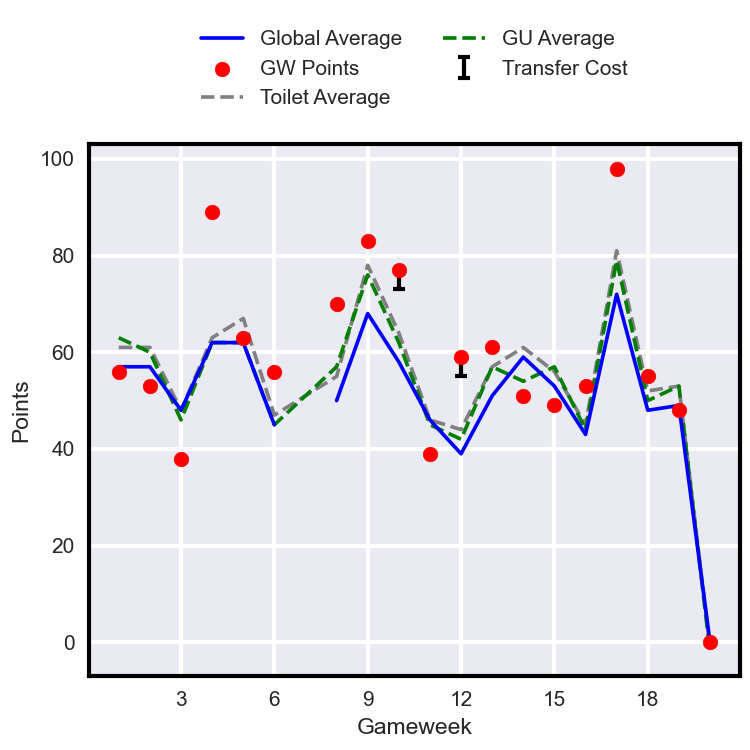 Global Average
GW Points
Toilet Average
GU Average
Transfer Cost
100
80
60
40
20
0
Points
3 6 9 12 15 18
Gameweek